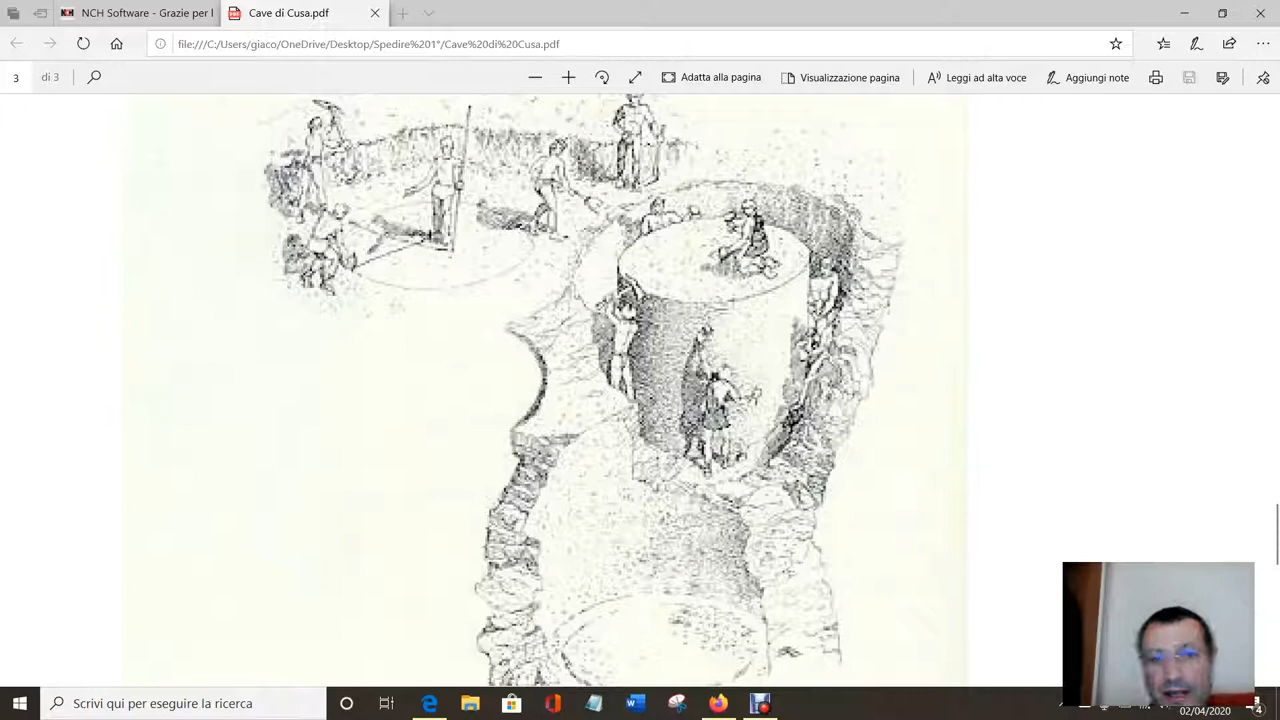 NCH Software - Grazie per l
Cave di Cusa.pdf
file:///C:/Users/giaco/OneDrive/Desktop/Spedire%201°/Cave%20di%20Cusa.pdf
3 di 3
Adatta alla pagina
Visualizzazione pagina
Leggi ad alta voce
Aggiungi note
Scrivi qui per eseguire la ricerca
02/04/2020
4